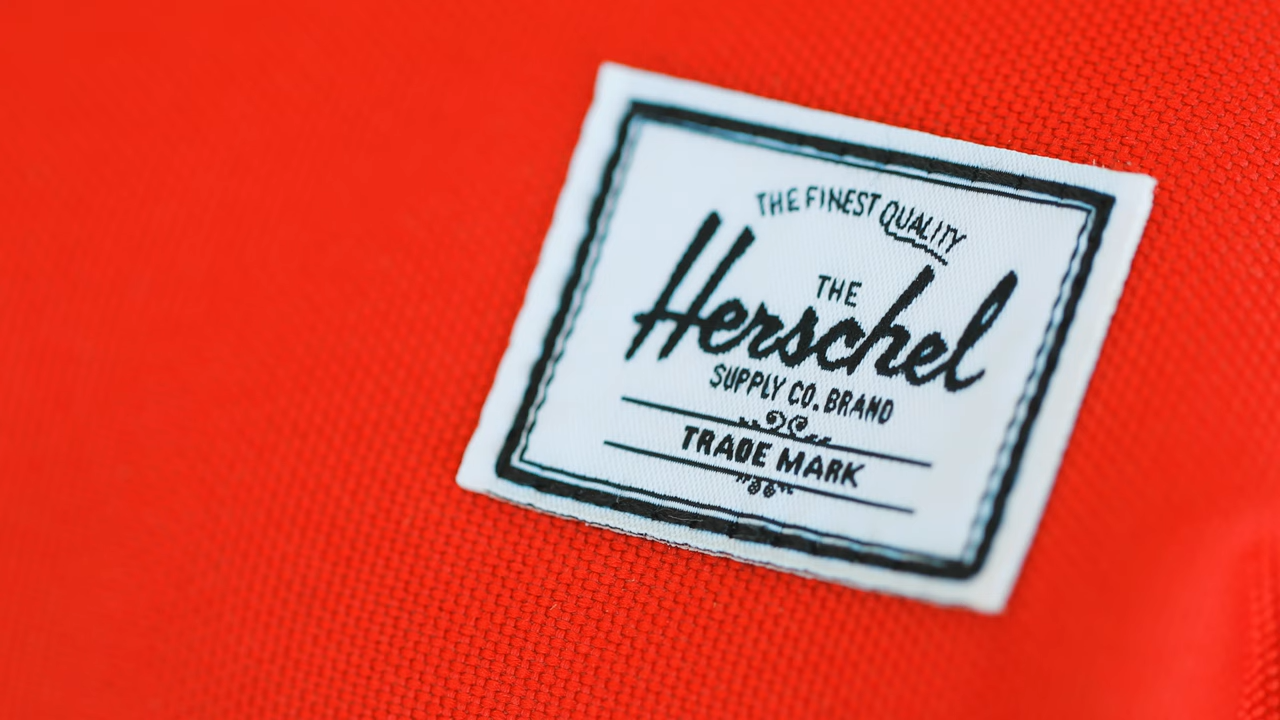 THE FINEST QUALITY
THE
Herschel
SUPPLY CO. BRAND
TRADE MARK